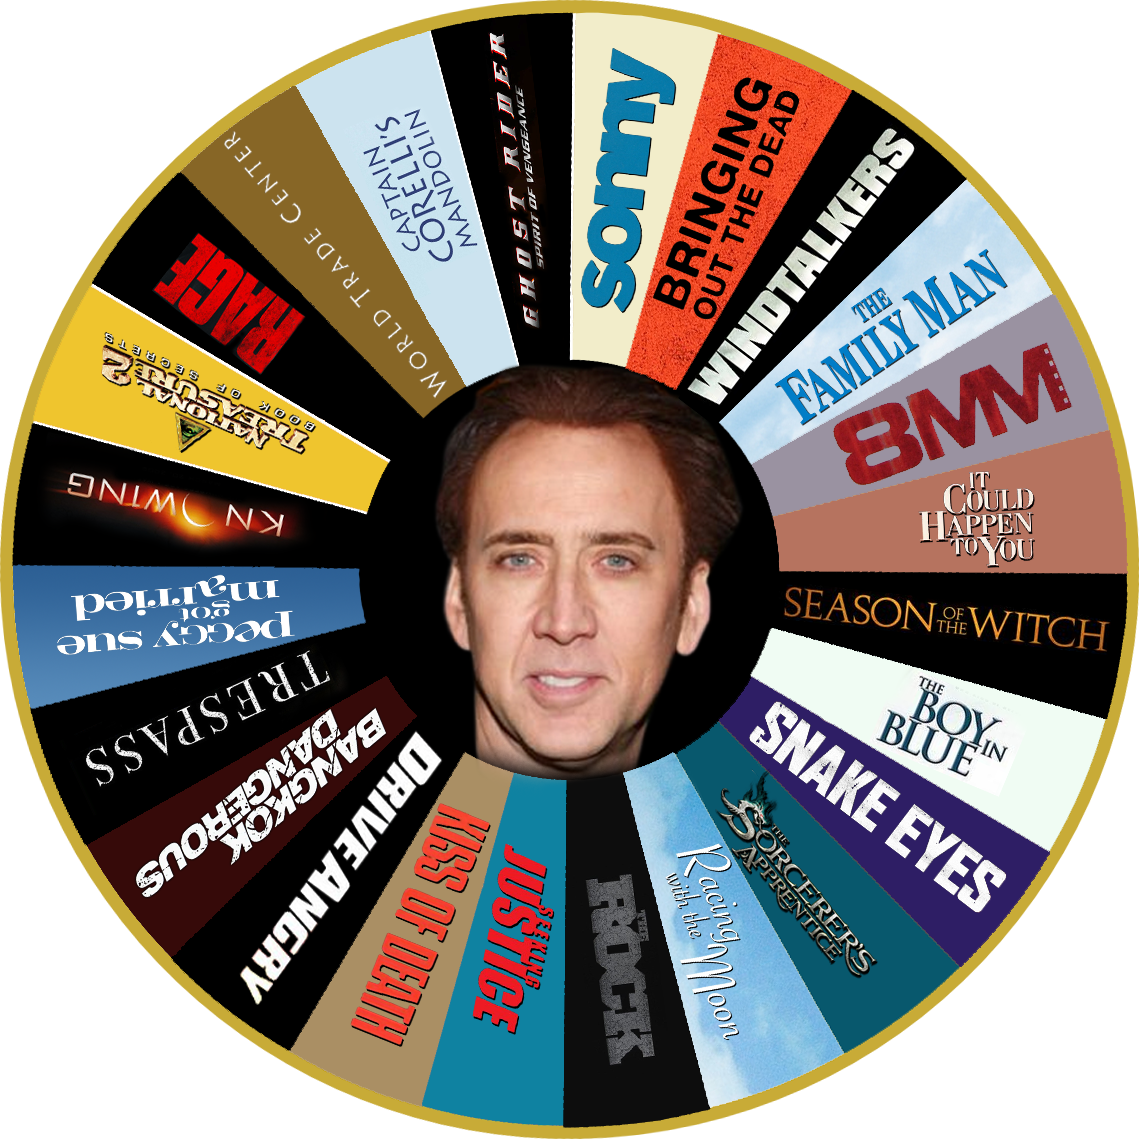 sonny
BRINGING
OUT THE DEAD
WINDTALKERS
THE
FAMILY MAN
8MM
IT
COULD
HAPPEN
TO YOU
SEASON OF THE WITCH
THE
BOY IN
BLUE
SNAKE EYES
THE
SORCERER'S
APPRENTICE
Racing
with the Moon
THE
ROCK
SEEKING
JUSTICE
KISS OF DEATH
DRIVE ANGRY
BANGKOK
DANGEROUS
TRESPASS
peggy sue
got
married
KNOWING
NATIONAL
TREASURE 2
BOOK OF SECRETS
RAGE
WORLD TRADE CENTER
CAPTAIN
CORELLI'S
MANDOLIN
GHOST RIDER
SPIRIT OF VENGEANCE